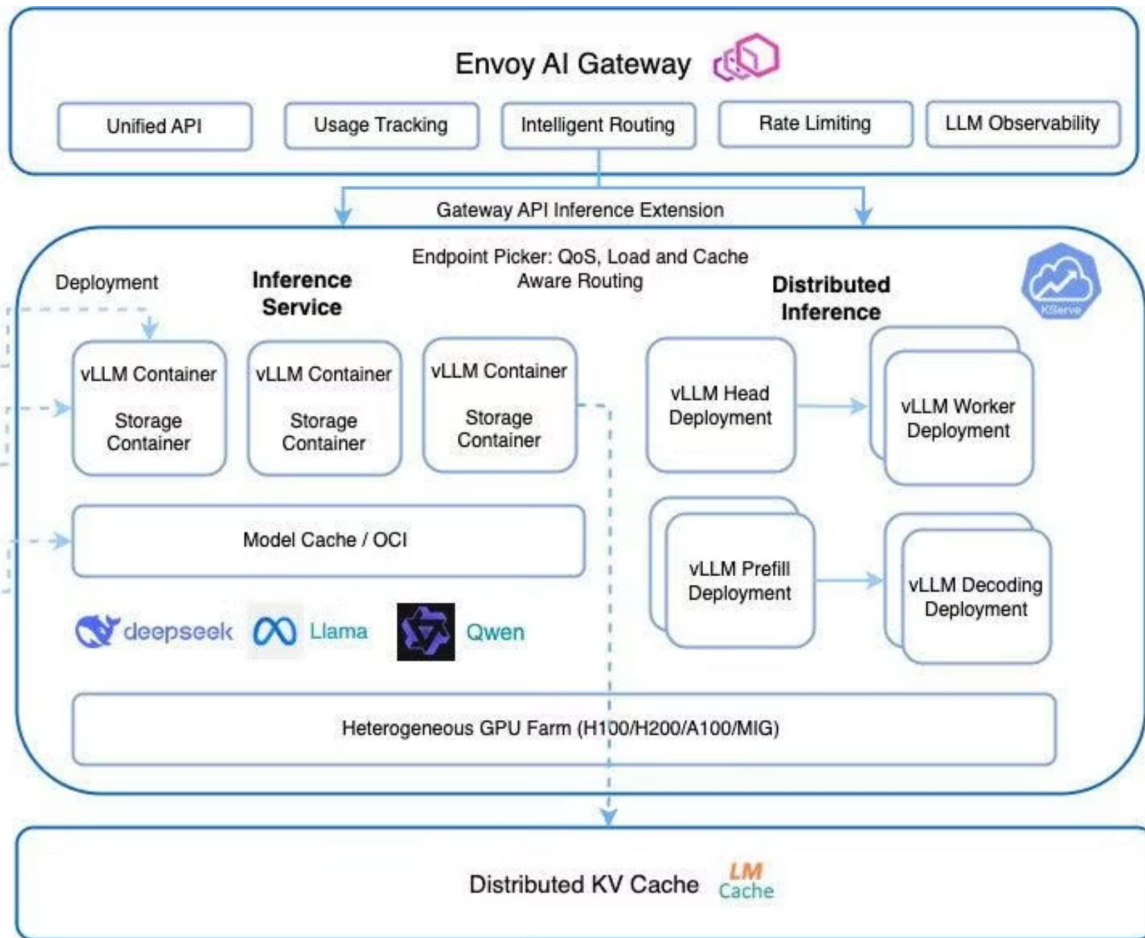 Envoy AI Gateway
Unified API
Usage Tracking
Intelligent Routing
Rate Limiting
LLM Observability
Gateway API Inference Extension
Endpoint Picker: QoS, Load and Cache
Aware Routing
Deployment
Inference
Service
Distributed
Inference
KServe
vLLM Container
Storage
Container
vLLM Container
Storage
Container
vLLM Container
Storage
Container
vLLM Head
Deployment
vLLM Worker
Deployment
Model Cache / OCI
vLLM Prefill
Deployment
vLLM Decoding
Deployment
deepseek
Llama
Qwen
Heterogeneous GPU Farm (H100/H200/A100/MIG)
Distributed KV Cache
LM
Cache